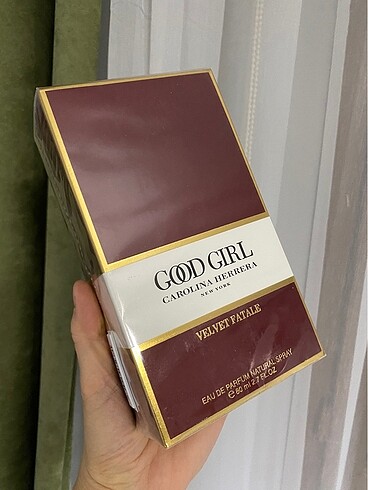 GOOD GIRL
CAROLINA HERRERA
NEW YORK
VELVET FATALE
EAU DE PARFUM NATURAL SPRAY
℮ 80 ml 2.7 FL.OZ